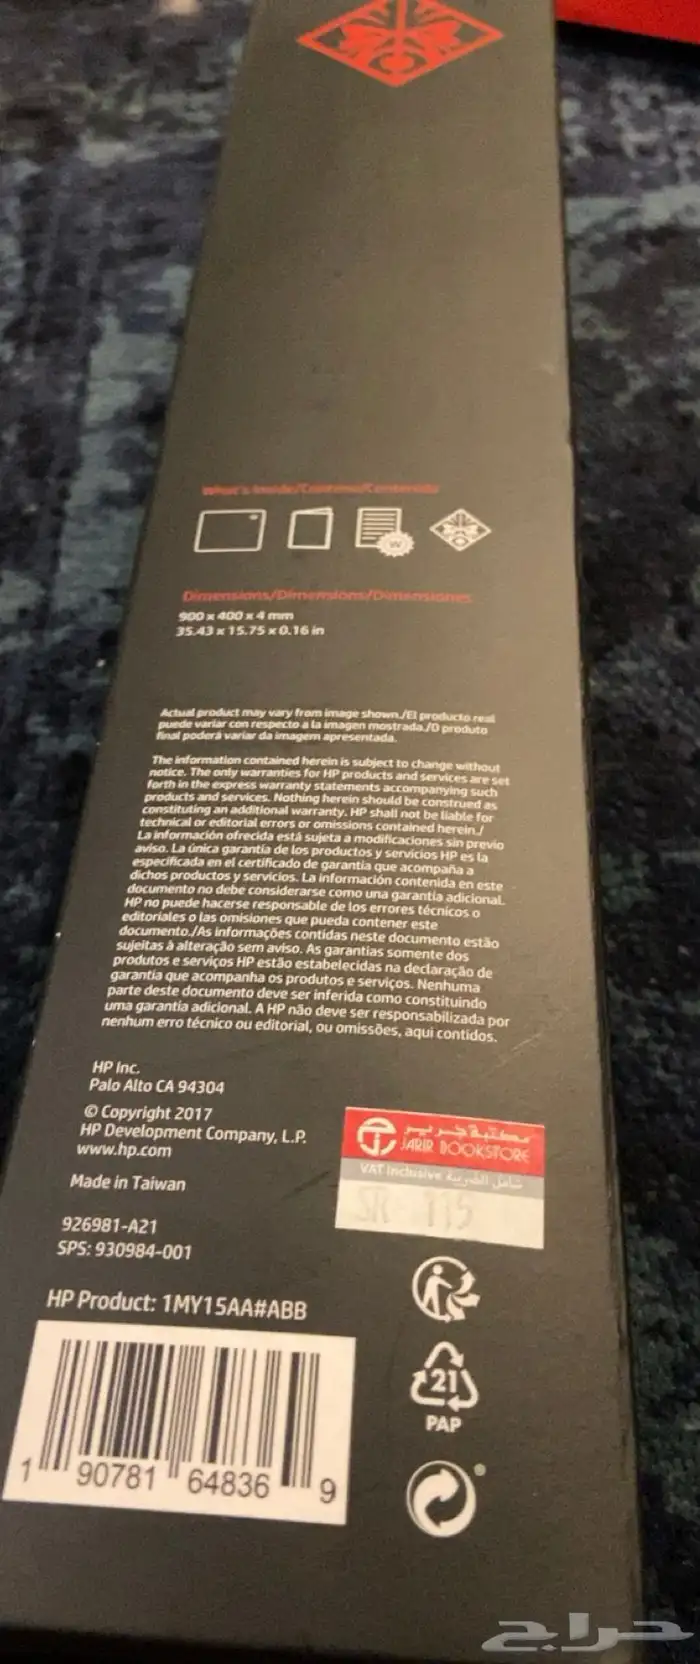 What's Inside/Contenu/Contenido
Dimensions/Dimensions/Dimensiones
900 x 400 x 4 mm
35.43 x 15.75 x 0.16 in
Actual product may vary from image shown./El producto real
puede variar con respecto a la imagen mostrada./O produto
final poderá variar da imagem apresentada.
The information contained herein is subject to change without
notice. The only warranties for HP products and services are set
forth in the express warranty statements accompanying such
products and services. Nothing herein should be construed as
constituting an additional warranty. HP shall not be liable for
technical or editorial errors or omissions contained herein./
La información ofrecida está sujeta a modificaciones sin previo
aviso. La única garantía de los productos y servicios HP es la
especificada en el certificado de garantía que acompaña a
dichos productos y servicios. La información contenida en este
documento no debe considerarse como una garantía adicional.
HP no puede hacerse responsable de los errores técnicos o
editoriales o las omisiones que pueda contener este
documento./As informações contidas neste documento estão
sujeitas à alteração sem aviso. As garantias somente dos
produtos e serviços HP estão estabelecidas na declaração de
garantia que acompanha os produtos e serviços. Nenhuma
parte deste documento deve ser inferida como constituindo
uma garantia adicional. A HP não deve ser responsabilizada por
nenhum erro técnico ou editorial, ou omissões, aqui contidos.
HP Inc.
Palo Alto CA 94304
© Copyright 2017
HP Development Company, L.P.
www.hp.com
Made in Taiwan
926981-A21
SPS: 930984-001
HP Product: 1MY15AA#ABB
1 90781 64836 9
مكتبة جرير
JARIR BOOKSTORE
VAT Inclusive شامل الضريبة
SR 115
W
21
PAP
حراج